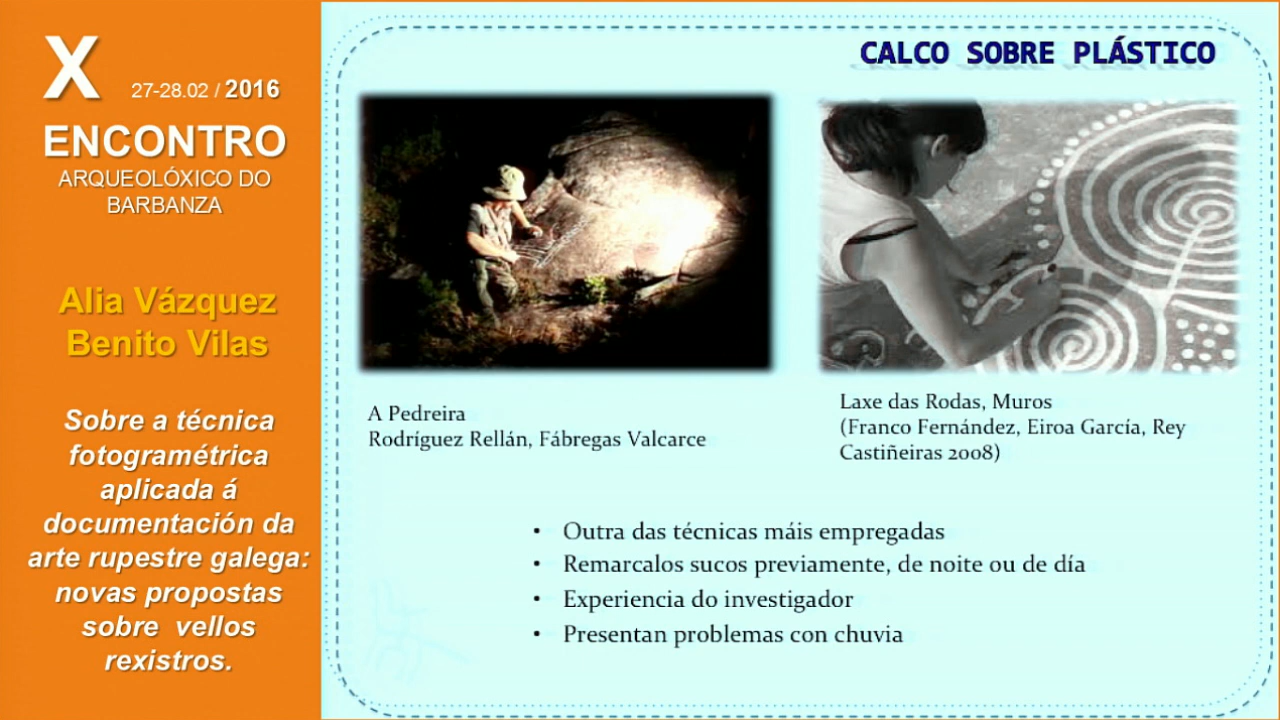 X
27-28.02 / 2016
ENCONTRO
ARQUEOLÓXICO DO
BARBANZA
Alia Vázquez
Benito Vilas
Sobre a técnica
fotogramétrica
aplicada á
documentación da
arte rupestre galega:
novas propostas
sobre vellos
rexistros.
CALCO SOBRE PLÁSTICO
A Pedreira
Rodríguez Rellán, Fábregas Valcarce
Laxe das Rodas, Muros
(Franco Fernández, Eiroa García, Rey
Castiñeiras 2008)
• Outra das técnicas máis empregadas
• Remarcalos sucos previamente, de noite ou de día
• Experiencia do investigador
• Presentan problemas con chuvia